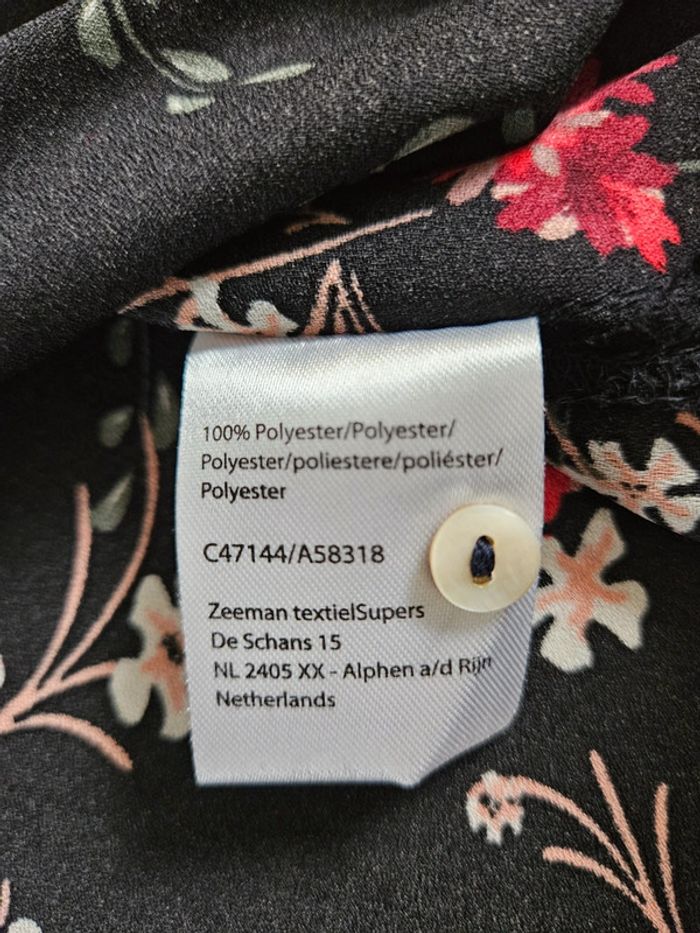 100% Polyester/Polyester/
Polyester/poliestere/poliéster/
Polyester
C47144/A58318
Zeeman textielSupers
De Schans 15
NL 2405 XX - Alphen a/d Rijn
Netherlands